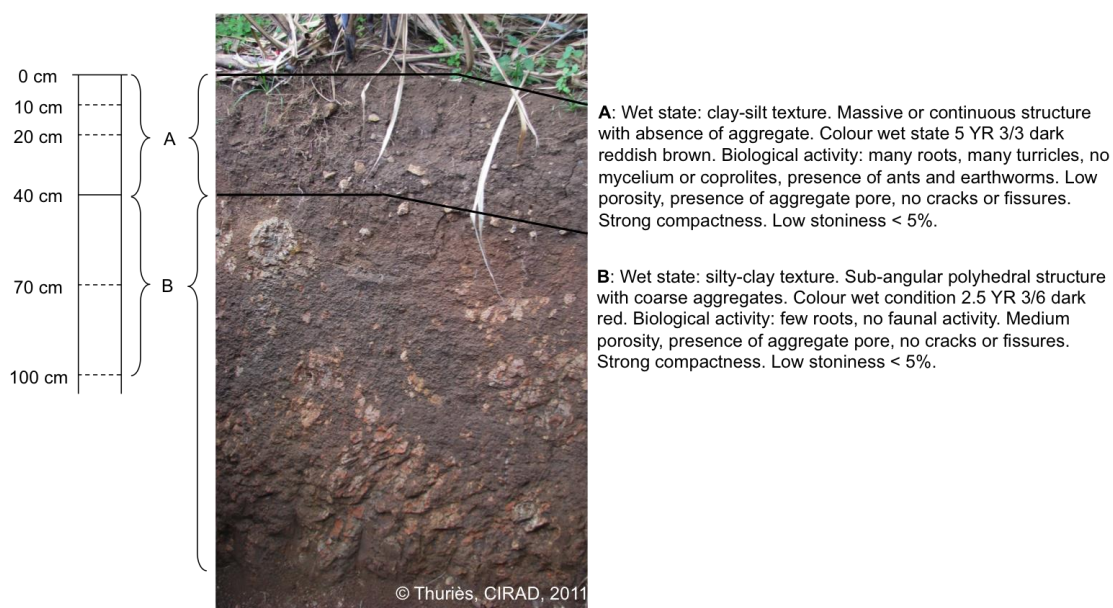 0 cm
10 cm
20 cm
40 cm
70 cm
100 cm
A
B
A: Wet state: clay-silt texture. Massive or continuous structure
with absence of aggregate. Colour wet state 5 YR 3/3 dark
reddish brown. Biological activity: many roots, many turricles, no
mycelium or coprolites, presence of ants and earthworms. Low
porosity, presence of aggregate pore, no cracks or fissures.
Strong compactness. Low stoniness < 5%.
B: Wet state: silty-clay texture. Sub-angular polyhedral structure
with coarse aggregates. Colour wet condition 2.5 YR 3/6 dark
red. Biological activity: few roots, no faunal activity. Medium
porosity, presence of aggregate pore, no cracks or fissures.
Strong compactness. Low stoniness < 5%.
© Thuriès, CIRAD, 2011